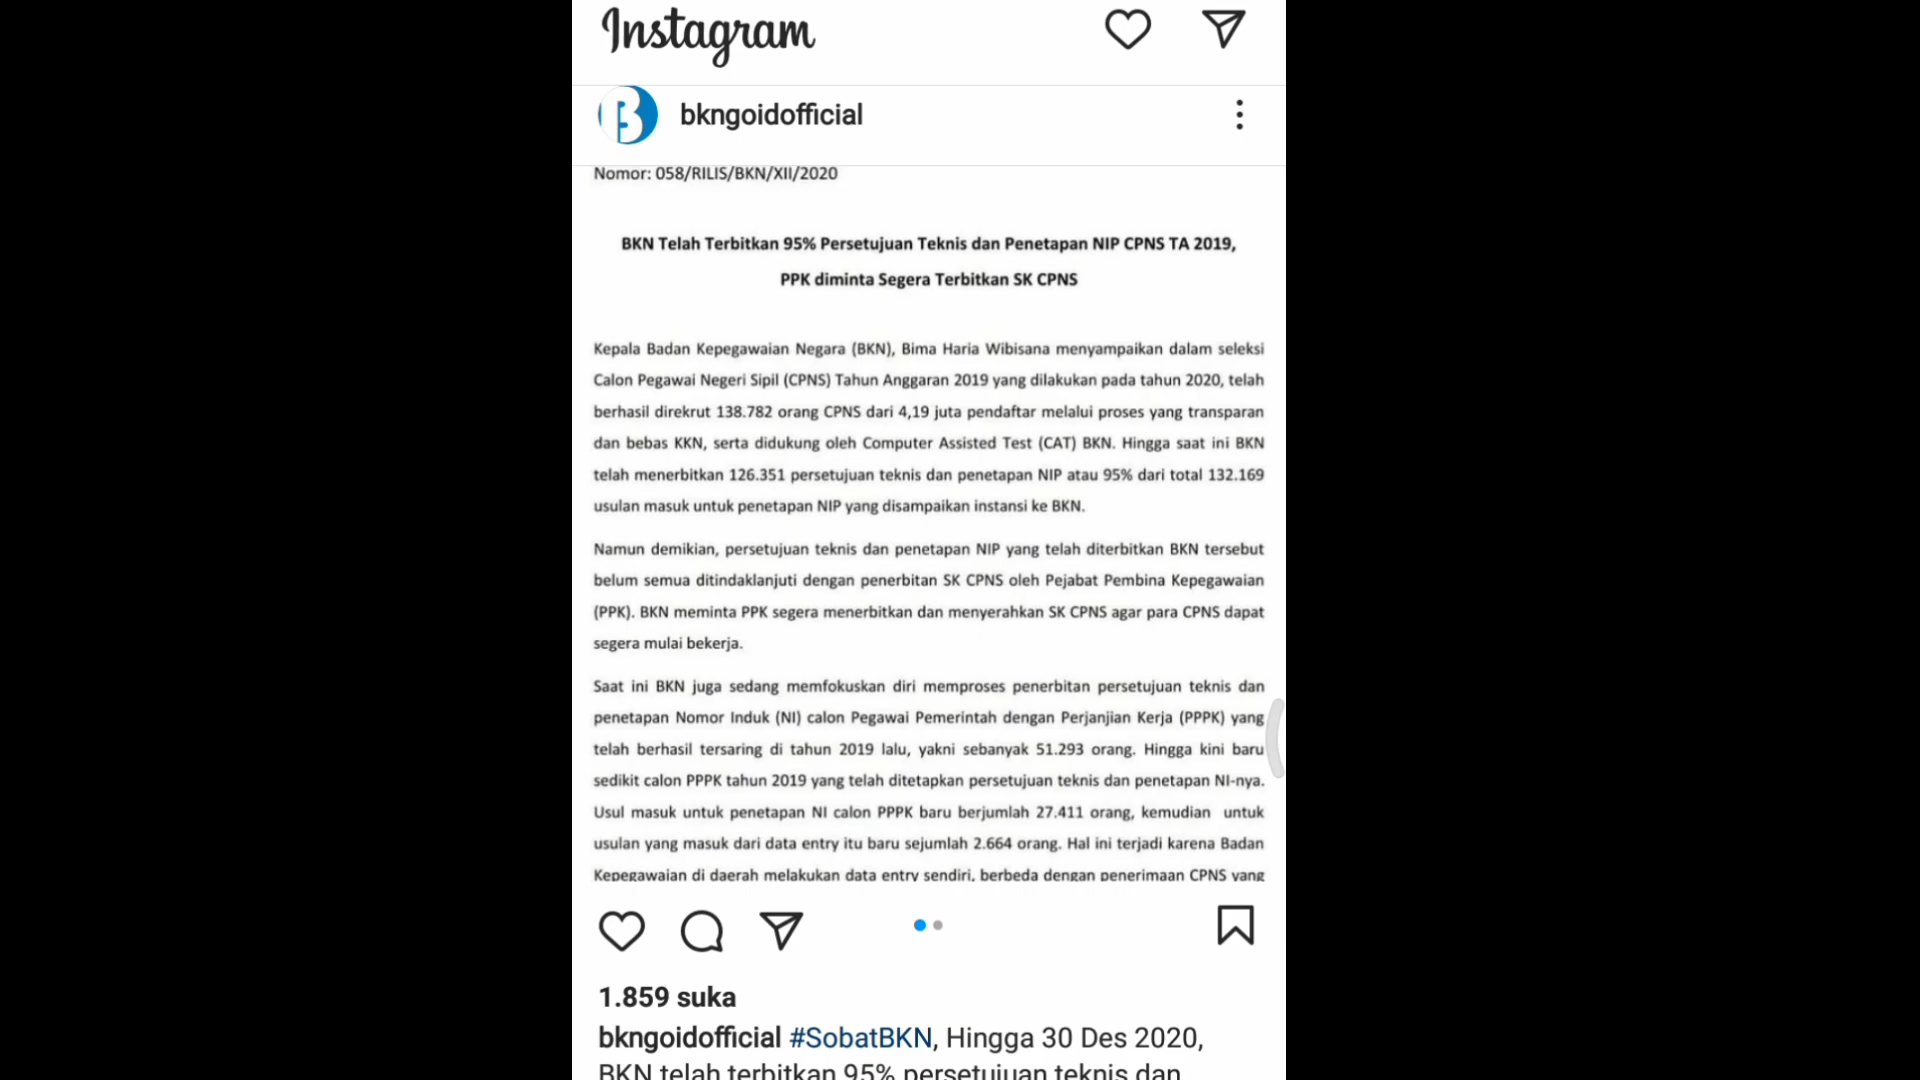 Instagram
bkngoidofficial
Nomor: 058/RILIS/BKN/XII/2020
BKN Telah Terbitkan 95% Persetujuan Teknis dan Penetapan NIP CPNS TA 2019,
PPK diminta Segera Terbitkan SK CPNS
Kepala Badan Kepegawaian Negara (BKN), Bima Haria Wibisana menyampaikan dalam seleksi
Calon Pegawai Negeri Sipil (CPNS) Tahun Anggaran 2019 yang dilakukan pada tahun 2020, telah
berhasil direkrut 138.782 orang CPNS dari 4,19 juta pendaftar melalui proses yang transparan
dan bebas KKN, serta didukung oleh Computer Assisted Test (CAT) BKN. Hingga saat ini BKN
telah menerbitkan 126.351 persetujuan teknis dan penetapan NIP atau 95% dari total 132.169
usulan masuk untuk penetapan NIP yang disampaikan instansi ke BKN.
Namun demikian, persetujuan teknis dan penetapan NIP yang telah diterbitkan BKN tersebut
belum semua ditindaklanjuti dengan penerbitan SK CPNS oleh Pejabat Pembina Kepegawaian
(PPK). BKN meminta PPK segera menerbitkan dan menyerahkan SK CPNS agar para CPNS dapat
segera mulai bekerja.
Saat ini BKN juga sedang memfokuskan diri memproses penerbitan persetujuan teknis dan
penetapan Nomor Induk (NI) calon Pegawai Pemerintah dengan Perjanjian Kerja (PPPK) yang
telah berhasil tersaring di tahun 2019 lalu, yakni sebanyak 51.293 orang. Hingga kini baru
sedikit calon PPPK tahun 2019 yang telah ditetapkan persetujuan teknis dan penetapan NI-nya.
Usul masuk untuk penetapan NI calon PPPK baru berjumlah 27.411 orang, kemudian untuk
usulan yang masuk dari data entry itu baru sejumlah 2.664 orang. Hal ini terjadi karena Badan
Kepegawaian di daerah melakukan data entry sendiri, berbeda dengan penerimaan CPNS yang
1.859 suka
bkngoidofficial #SobatBKN, Hingga 30 Des 2020,
BKN telah terbitkan 95% persetujuan teknis dan